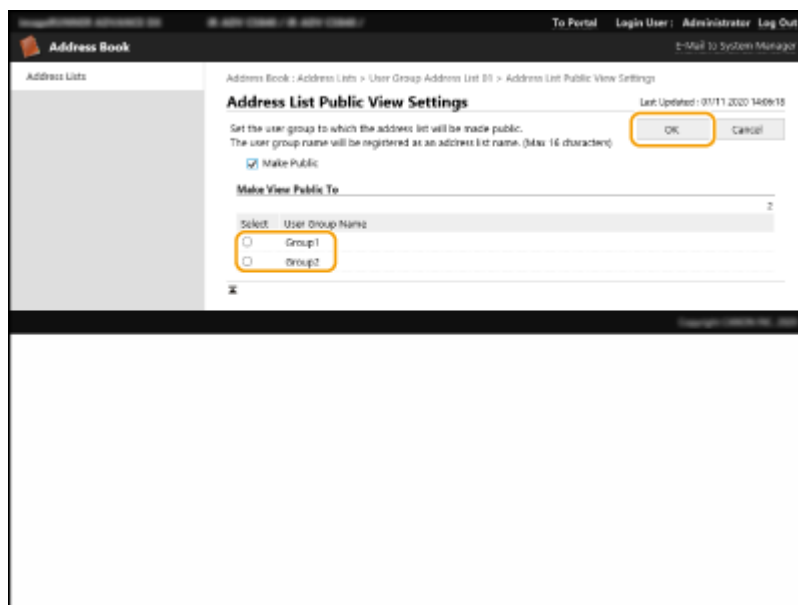 To Portal Login User : Administrator Log Out
Address Book
E-Mail to System Manager
Address Lists
Address Book : Address Lists > User Group Address List 01 > Address List Public View Settings
Address List Public View Settings
Last Updated : 01/11 2020 14:06:18
Set the user group to which the address list will be made public.
The user group name will be registered as an address list name. (Max 16 characters)
OK
Cancel
Make Public
Make View Public To
2
Select User Group Name
Group1
Group2